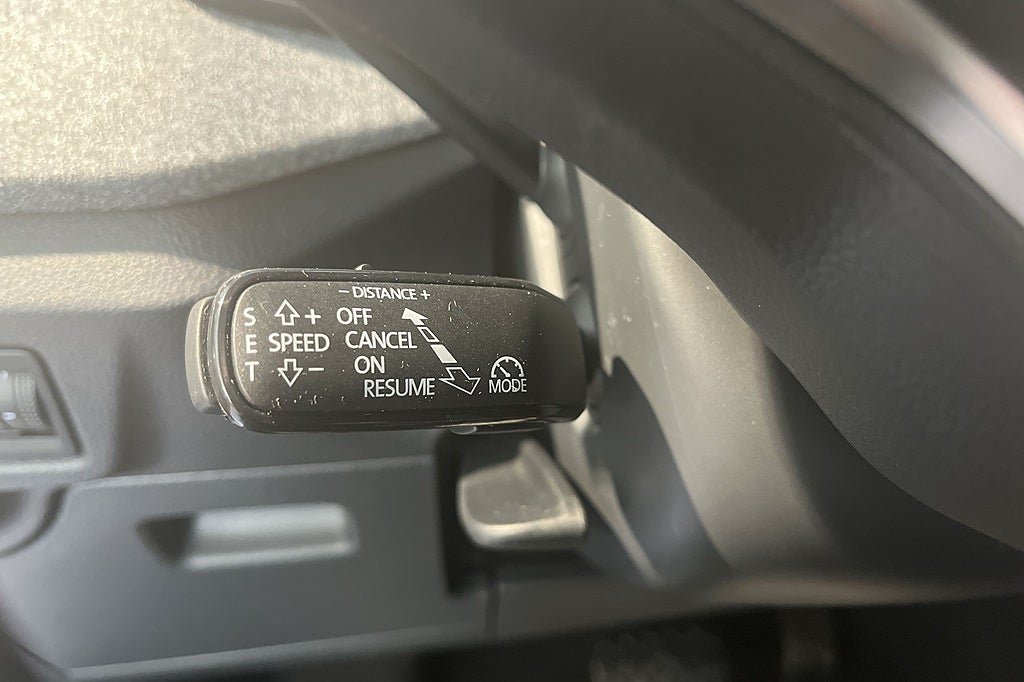 − DISTANCE +
S + OFF
E SPEED CANCEL
T − ON
RESUME MODE